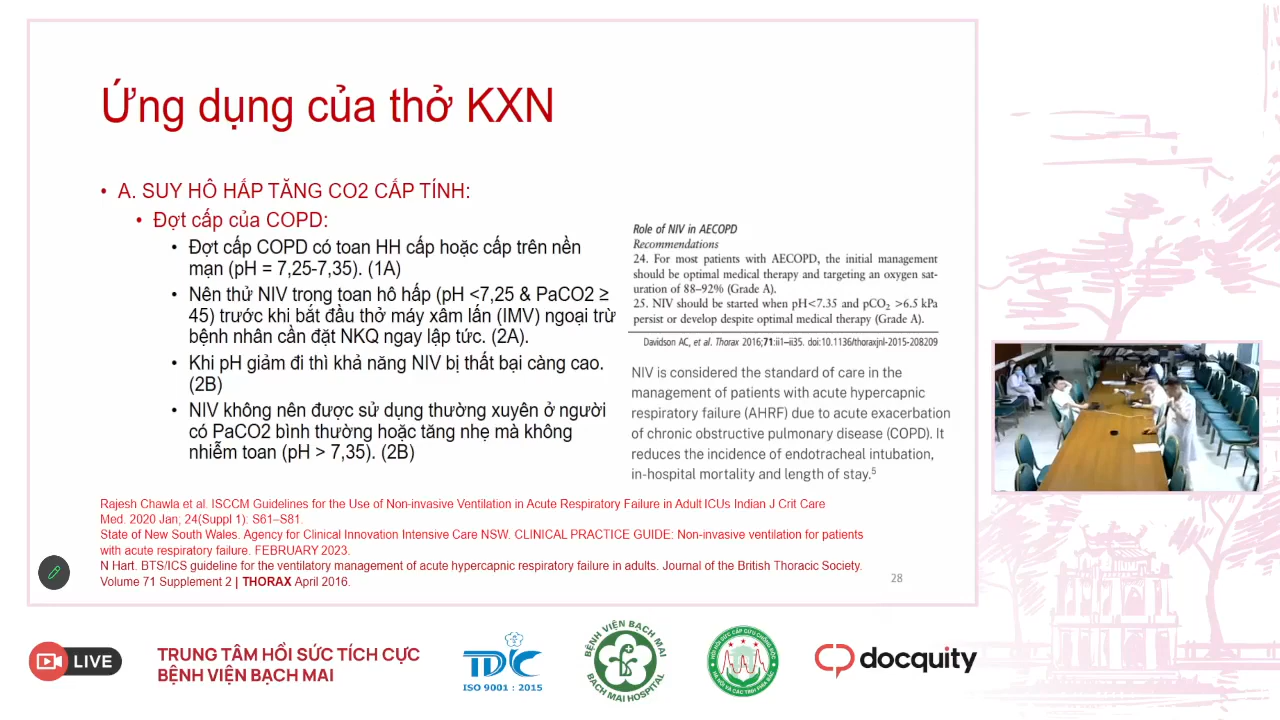 Ứng dụng của thở KXN
• A. SUY HÔ HẤP TĂNG CO2 CẤP TÍNH:
• Đợt cấp của COPD:
• Đợt cấp COPD có toan HH cấp hoặc cấp trên nền
mạn (pH = 7,25-7,35). (1A)
• Nên thử NIV trong toan hô hấp (pH <7,25 & PaCO2 ≥
45) trước khi bắt đầu thở máy xâm lấn (IMV) ngoại trừ
bệnh nhân cần đặt NKQ ngay lập tức. (2A).
• Khi pH giảm đi thì khả năng NIV bị thất bại càng cao.
(2B)
• NIV không nên được sử dụng thường xuyên ở người
có PaCO2 bình thường hoặc tăng nhẹ mà không
nhiễm toan (pH > 7,35). (2B)
Role of NIV in AECOPD
Recommendations
24. For most patients with AECOPD, the initial management
should be optimal medical therapy and targeting an oxygen sat-
uration of 88–92% (Grade A).
25. NIV should be started when pH<7.35 and pCO2 >6.5 kPa
persist or develop despite optimal medical therapy (Grade A).
Davidson AC, et al. Thorax 2016;71:ii1–ii35. doi:10.1136/thoraxjnl-2015-208209
NIV is considered the standard of care in the
management of patients with acute hypercapnic
respiratory failure (AHRF) due to acute exacerbation
of chronic obstructive pulmonary disease (COPD). It
reduces the incidence of endotracheal intubation,
in-hospital mortality and length of stay.5
Rajesh Chawla et al. ISCCM Guidelines for the Use of Non-invasive Ventilation in Acute Respiratory Failure in Adult ICUs Indian J Crit Care
Med. 2020 Jan; 24(Suppl 1): S61–S81.
State of New South Wales. Agency for Clinical Innovation Intensive Care NSW. CLINICAL PRACTICE GUIDE: Non-invasive ventilation for patients
with acute respiratory failure. FEBRUARY 2023.
N Hart. BTS/ICS guideline for the ventilatory management of acute hypercapnic respiratory failure in adults. Journal of the British Thoracic Society.
Volume 71 Supplement 2 | THORAX April 2016.
28
LIVE
TRUNG TÂM HỒI SỨC TÍCH CỰC
BỆNH VIỆN BẠCH MAI
TDC
ISO 9001 : 2015
BỆNH VIỆN BẠCH MAI
BACH MAI HOSPITAL
docquity